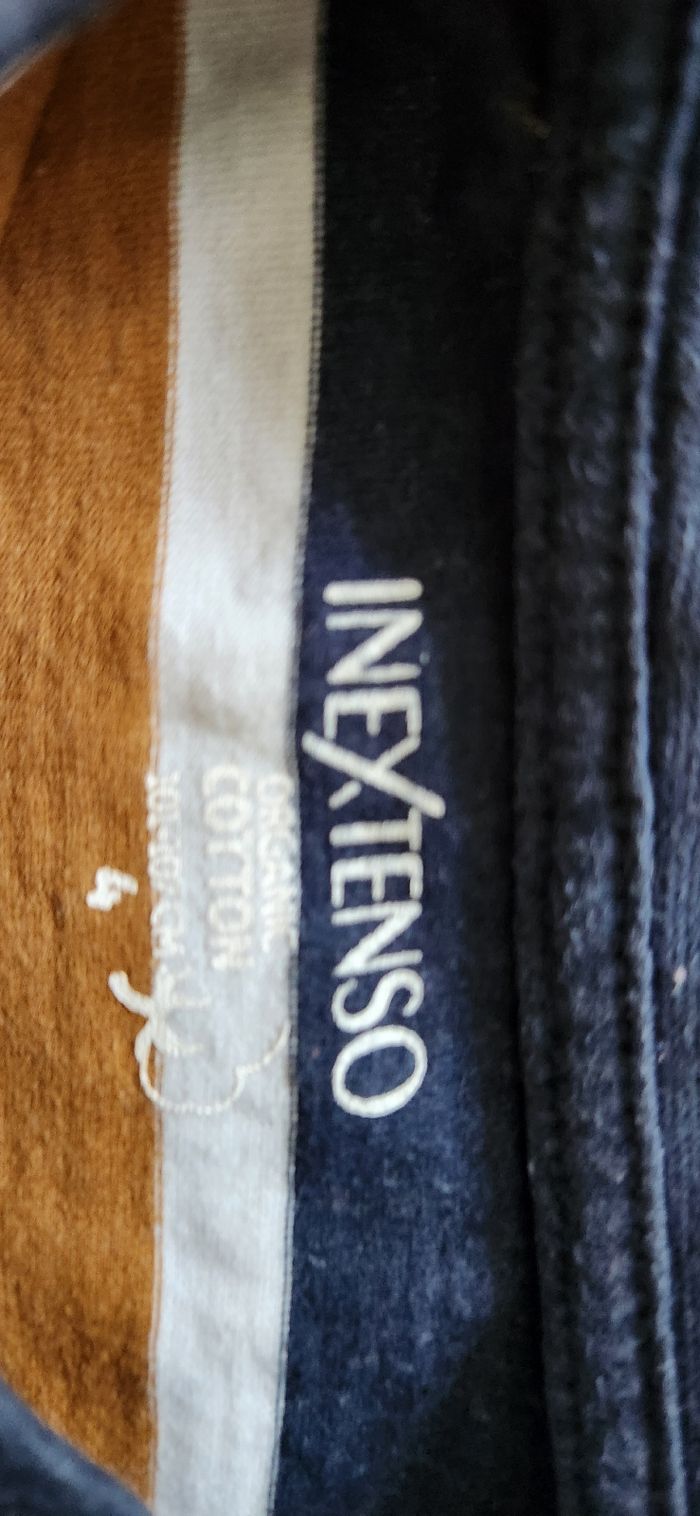 INEXTENSO
ORGANIC
COTTON
4